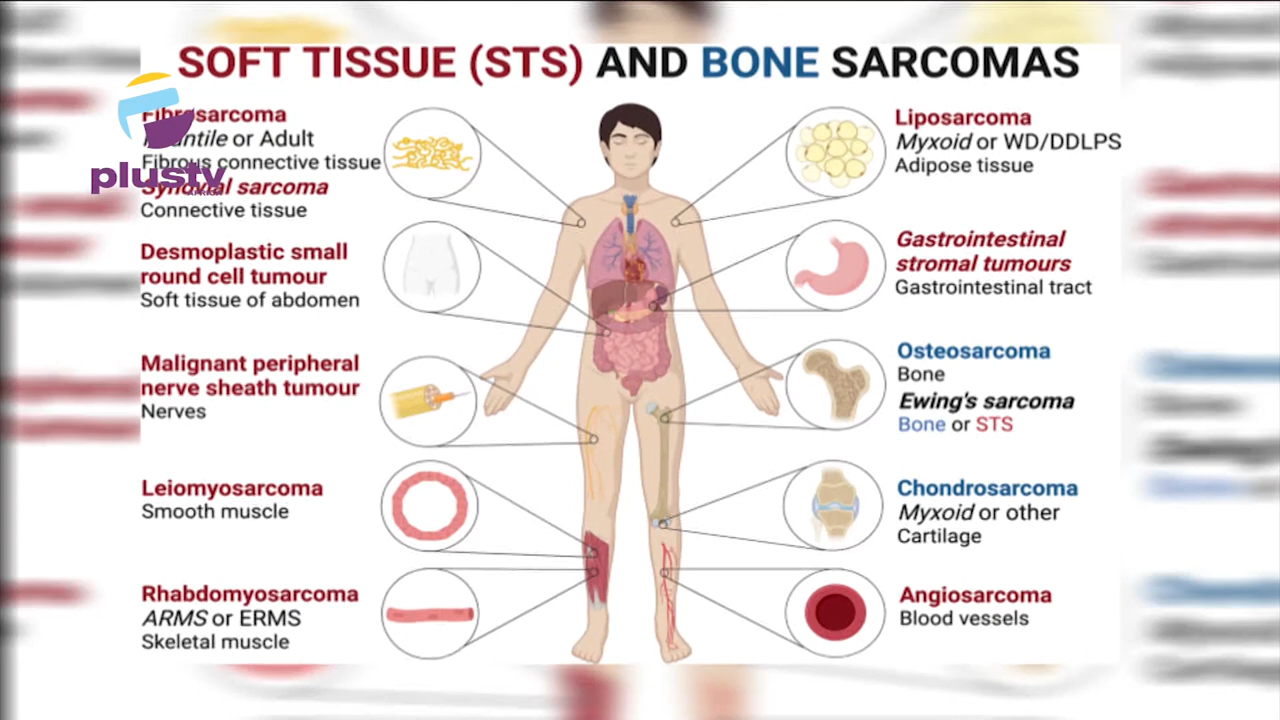 SOFT TISSUE (STS) AND BONE SARCOMAS
plustv
AFRICA
Fibrosarcoma
Infantile or Adult
Fibrous connective tissue
Synovial sarcoma
Connective tissue
Desmoplastic small
round cell tumour
Soft tissue of abdomen
Malignant peripheral
nerve sheath tumour
Nerves
Leiomyosarcoma
Smooth muscle
Rhabdomyosarcoma
ARMS or ERMS
Skeletal muscle
Liposarcoma
Myxoid or WD/DDLPS
Adipose tissue
Gastrointestinal
stromal tumours
Gastrointestinal tract
Osteosarcoma
Bone
Ewing's sarcoma
Bone or STS
Chondrosarcoma
Myxoid or other
Cartilage
Angiosarcoma
Blood vessels